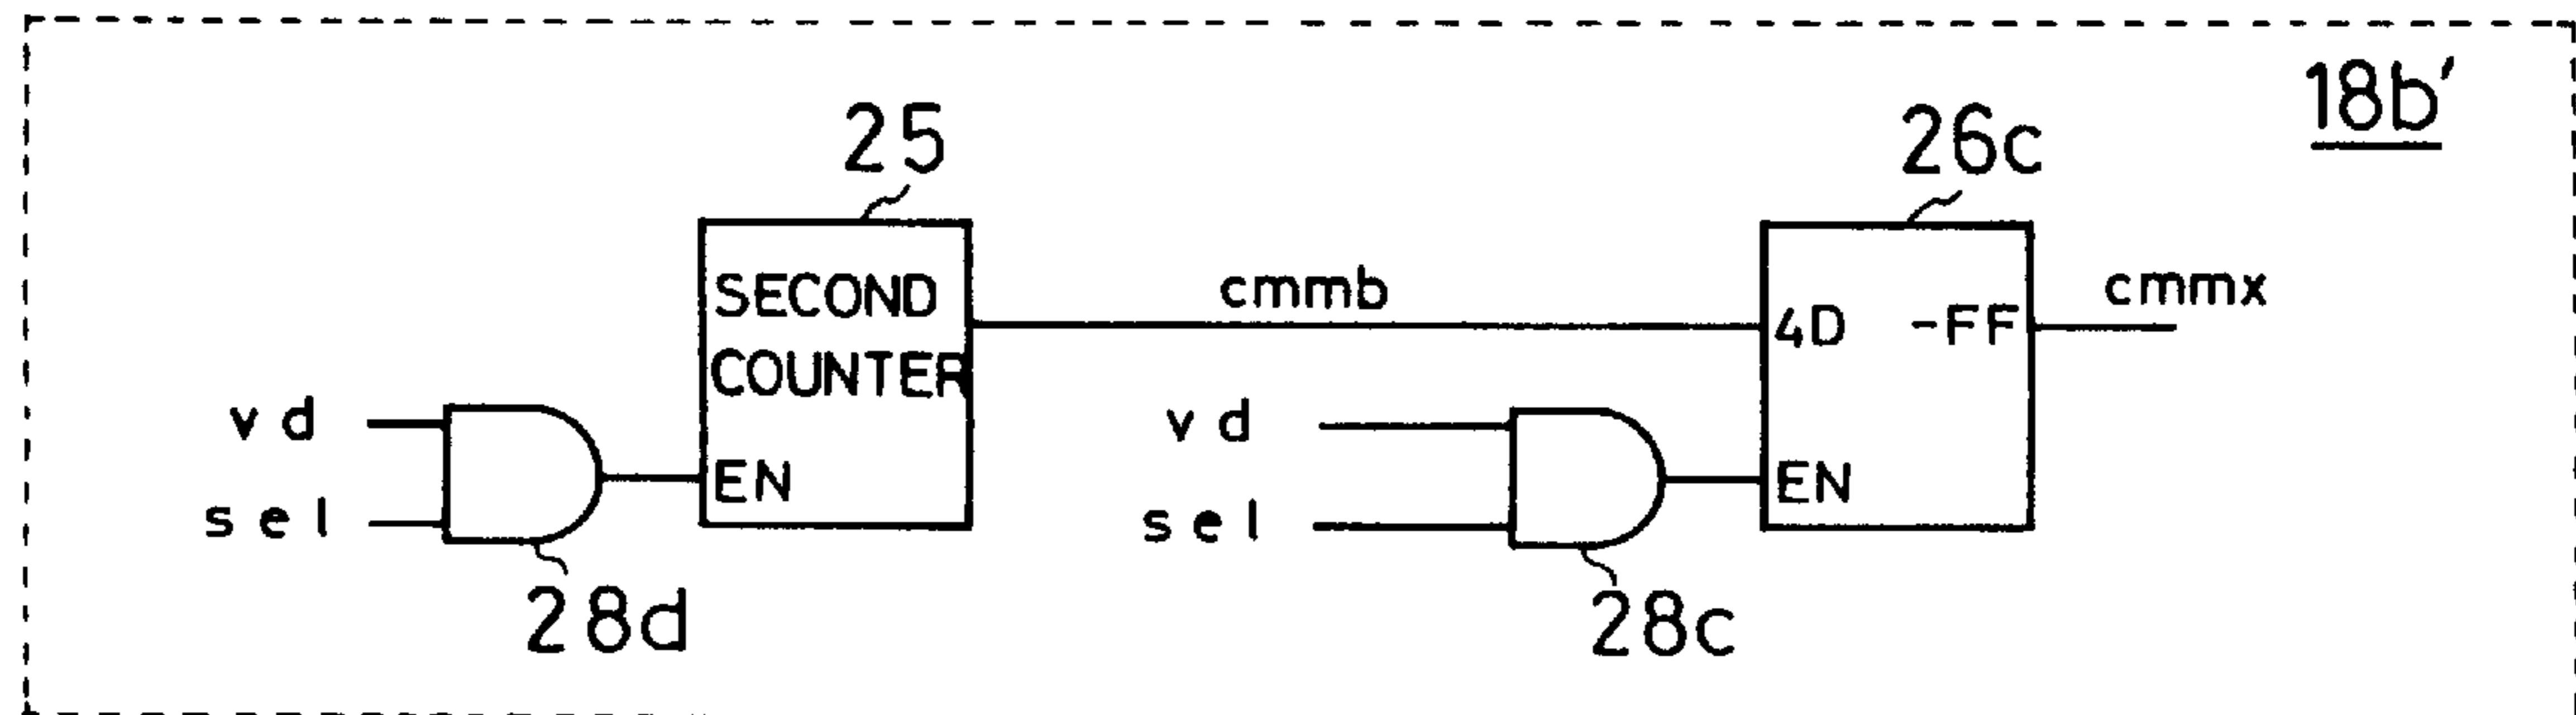 18b′
25
26c
SECOND
COUNTER
EN
cmmb
4D -FF
EN
cmmx
vd
sel
28d
vd
sel
28c